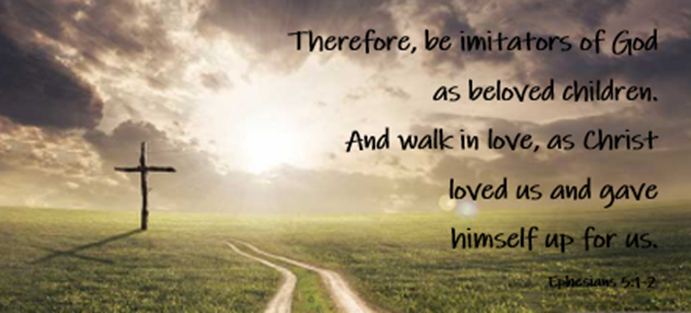 Therefore, be imitators of God
as beloved children.
And walk in love, as Christ
loved us and gave
himself up for us.
Ephesians 5:1-2